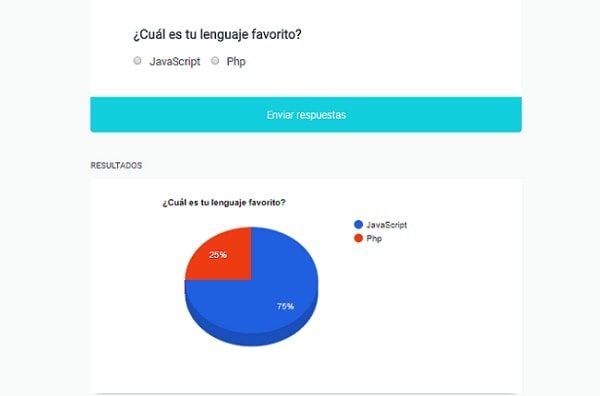 ¿Cuál es tu lenguaje favorito?
JavaScript Php
Enviar respuestas
RESULTADOS
¿Cuál es tu lenguaje favorito?
JavaScript
Php
25%
75%